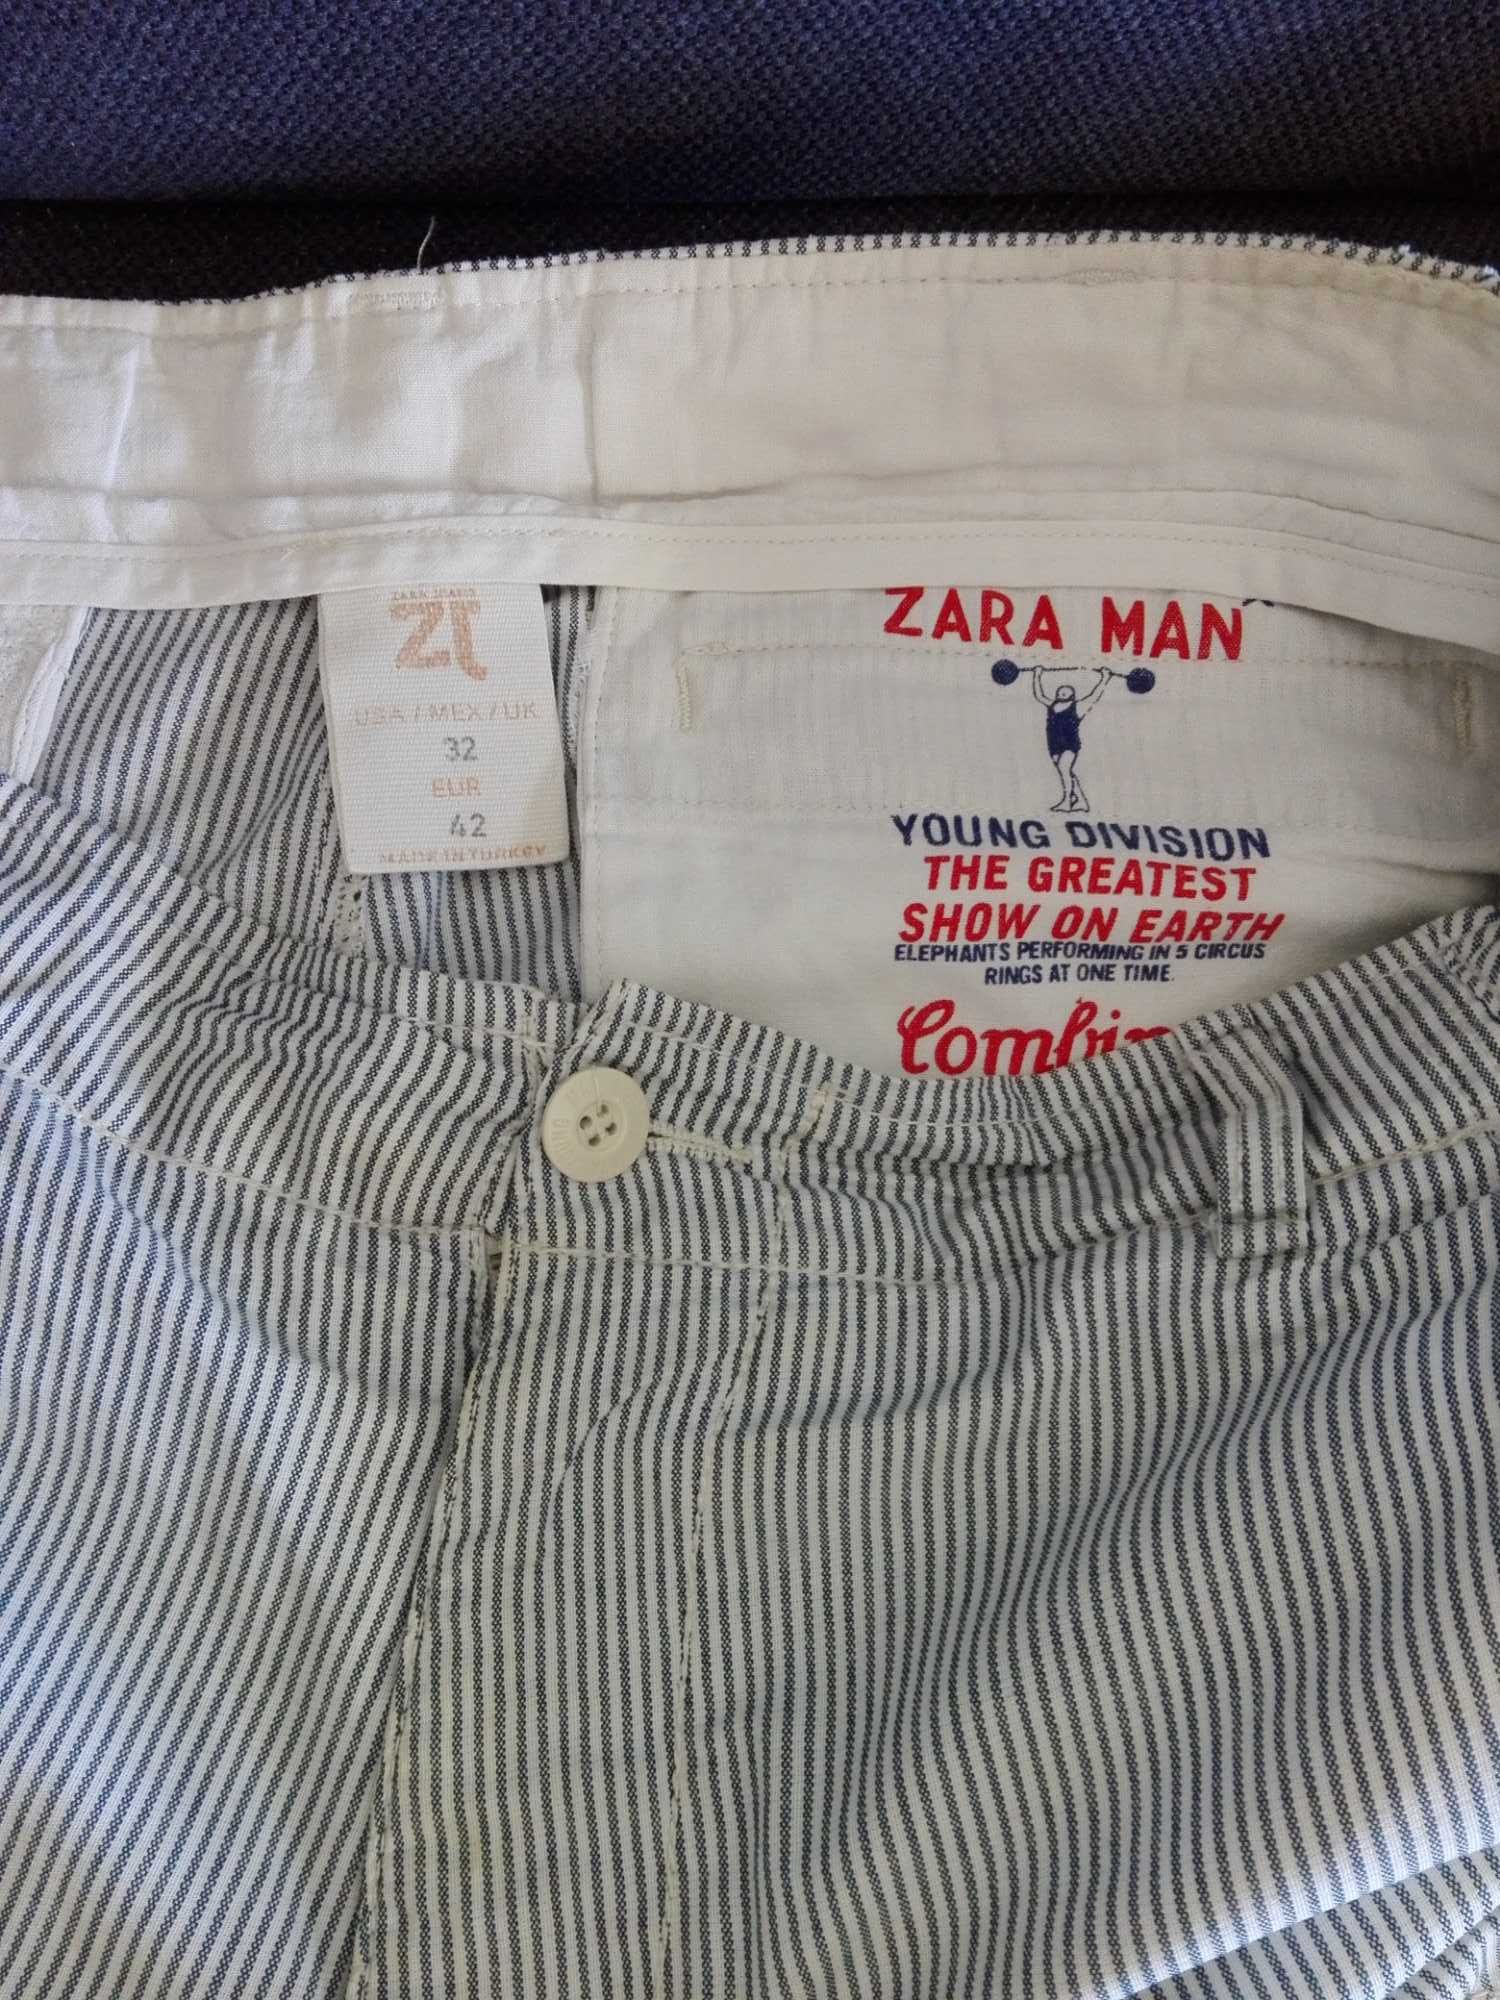 ZARA JEANS
USA / MEX / UK
32
EUR
42
MADE IN TURKEY
ZARA MAN
YOUNG DIVISION
THE GREATEST
SHOW ON EARTH
ELEPHANTS PERFORMING IN 5 CIRCUS
RINGS AT ONE TIME.